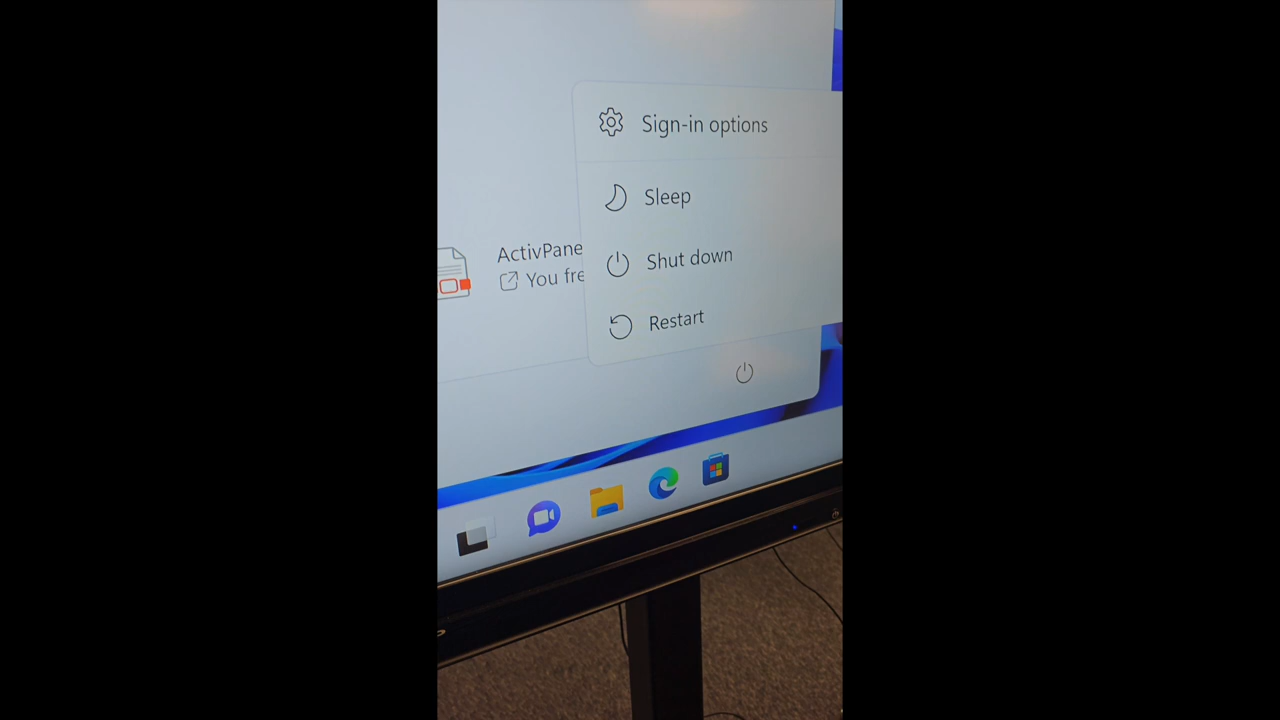 Sign-in options
Sleep
Shut down
Restart
ActivPane
You fre